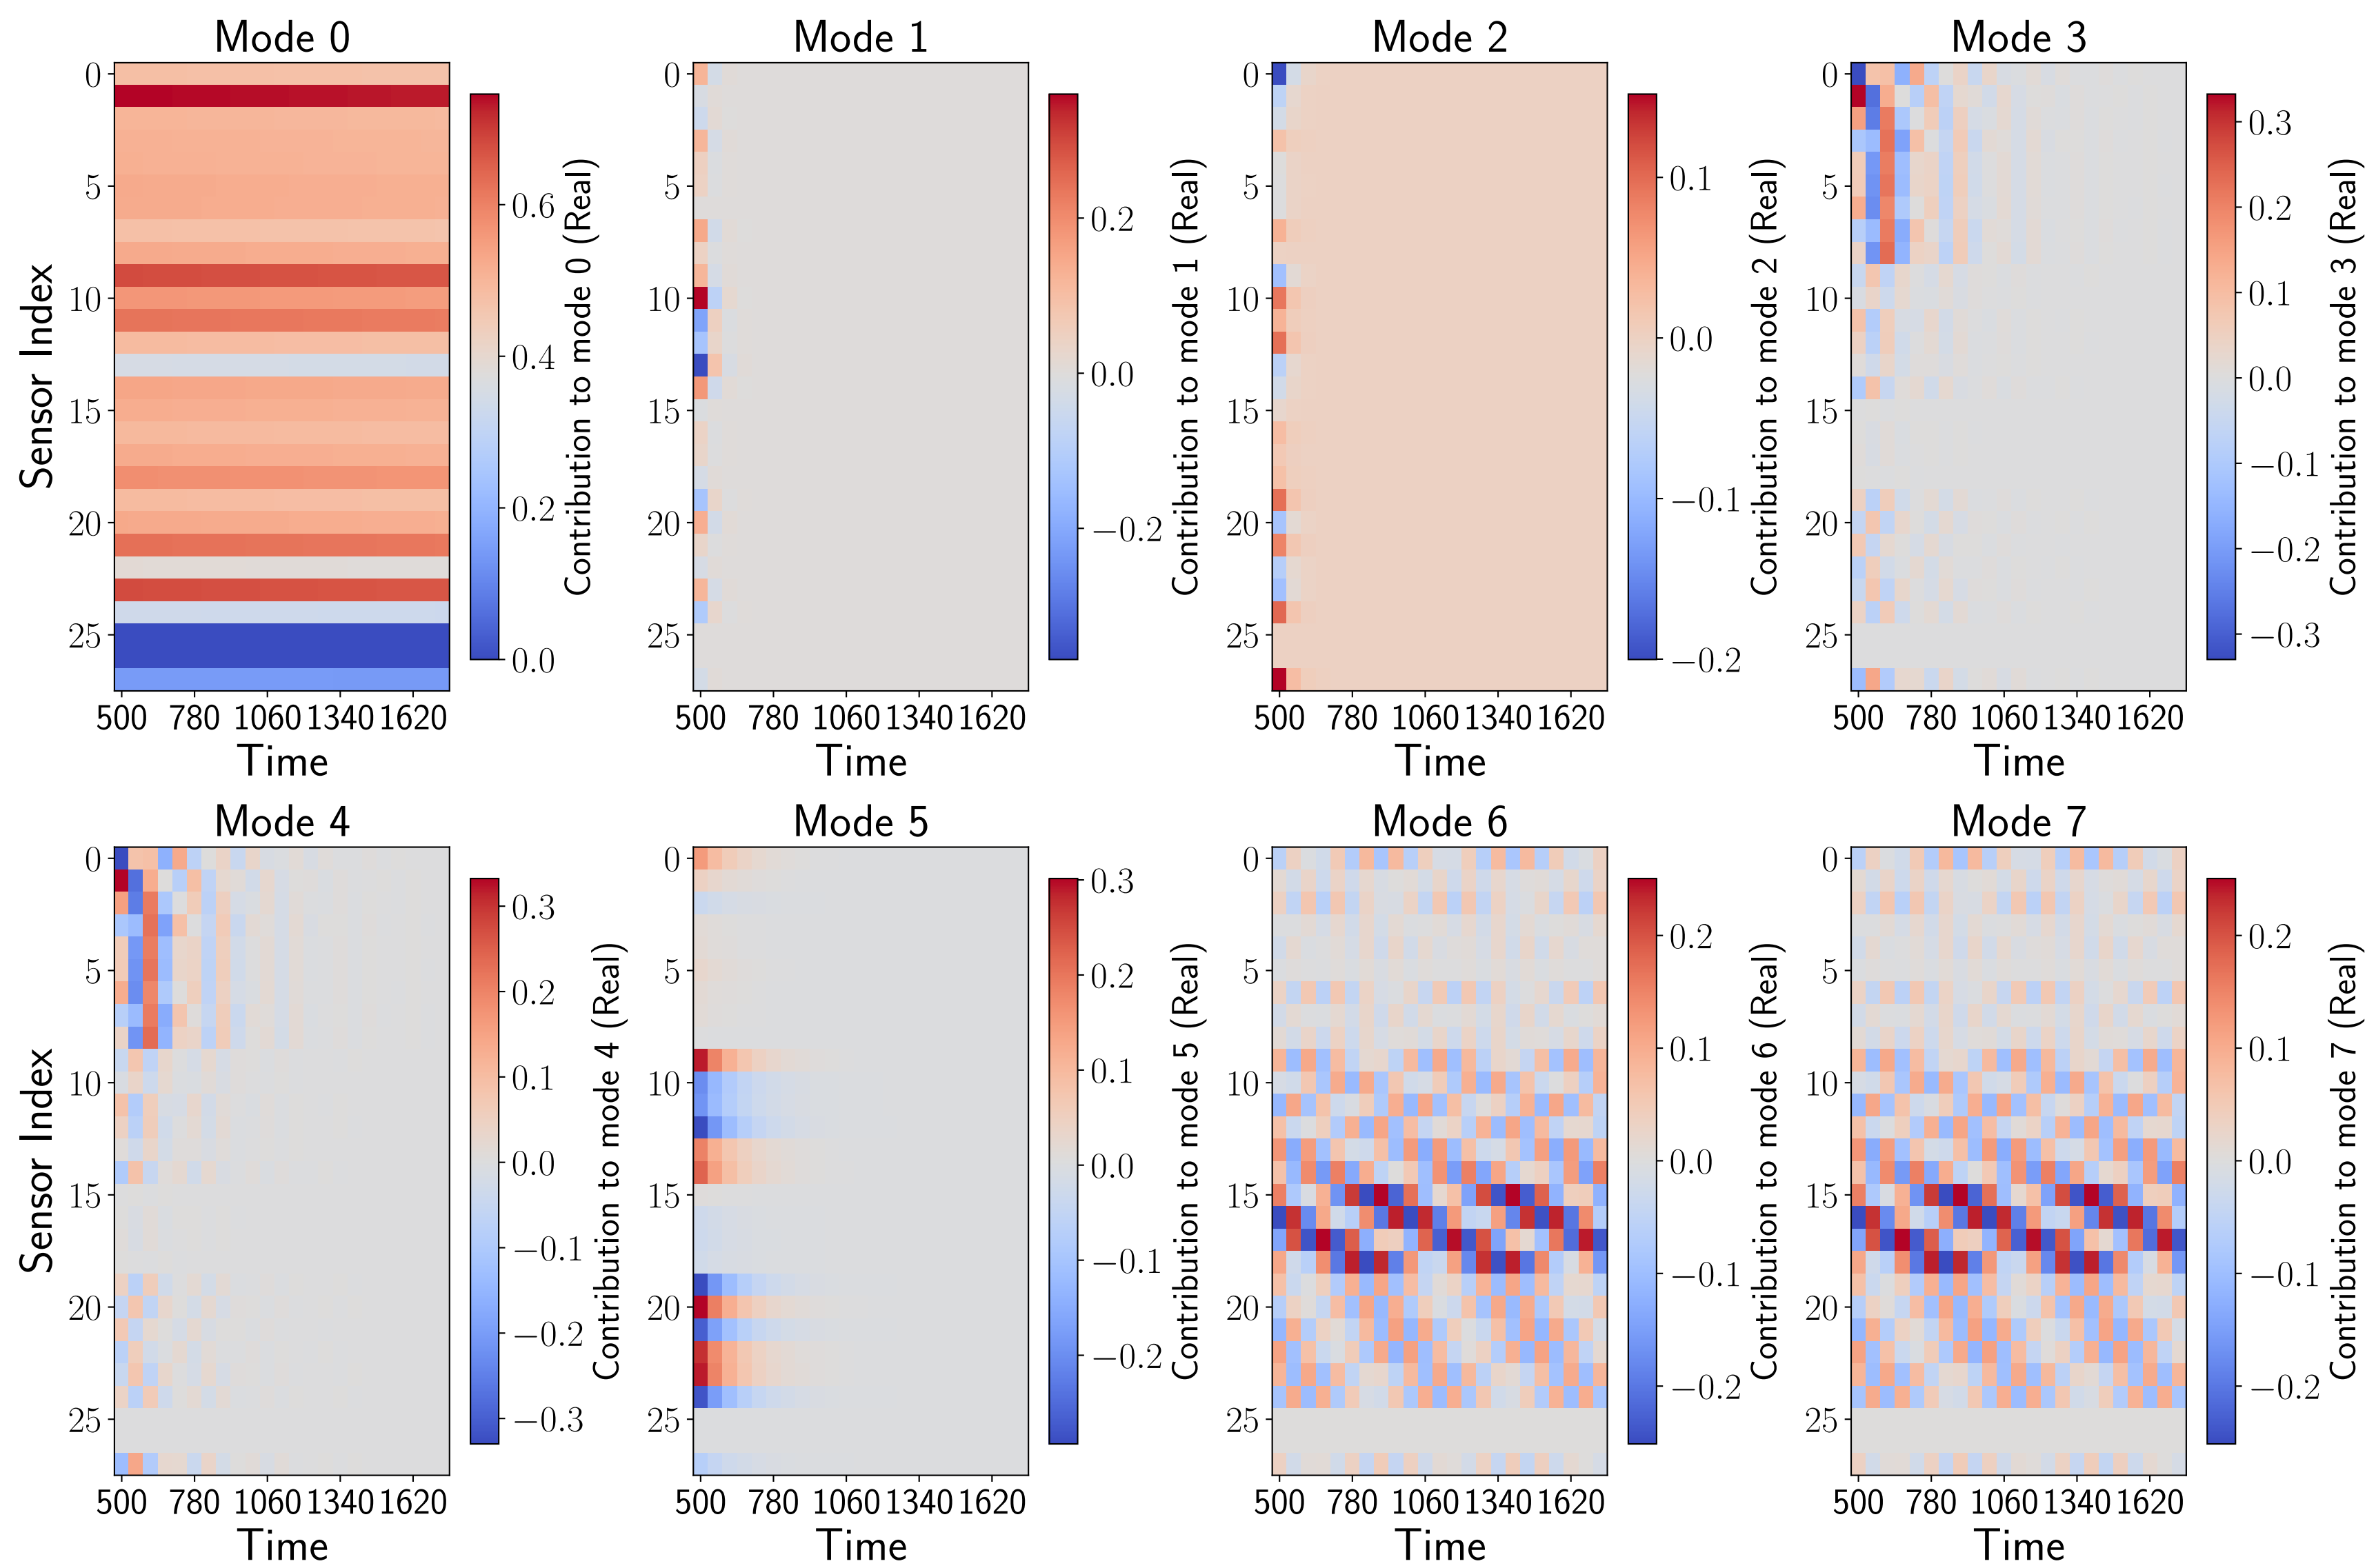 Mode 0
0
5
10
15
20
25
Sensor Index
500 780 1060 1340 1620
Time
0.6
0.4
0.2
0.0
Contribution to mode 0 (Real)
Mode 1
0
5
10
15
20
25
500 780 1060 1340 1620
Time
0.2
0.0
−0.2
Contribution to mode 1 (Real)
Mode 2
0
5
10
15
20
25
500 780 1060 1340 1620
Time
0.1
0.0
−0.1
−0.2
Contribution to mode 2 (Real)
Mode 3
0
5
10
15
20
25
500 780 1060 1340 1620
Time
0.3
0.2
0.1
0.0
−0.1
−0.2
−0.3
Contribution to mode 3 (Real)
Mode 4
0
5
10
15
20
25
Sensor Index
500 780 1060 1340 1620
Time
0.3
0.2
0.1
0.0
−0.1
−0.2
−0.3
Contribution to mode 4 (Real)
Mode 5
0
5
10
15
20
25
500 780 1060 1340 1620
Time
0.3
0.2
0.1
0.0
−0.1
−0.2
Contribution to mode 5 (Real)
Mode 6
0
5
10
15
20
25
500 780 1060 1340 1620
Time
0.2
0.1
0.0
−0.1
−0.2
Contribution to mode 6 (Real)
Mode 7
0
5
10
15
20
25
500 780 1060 1340 1620
Time
0.2
0.1
0.0
−0.1
−0.2
Contribution to mode 7 (Real)